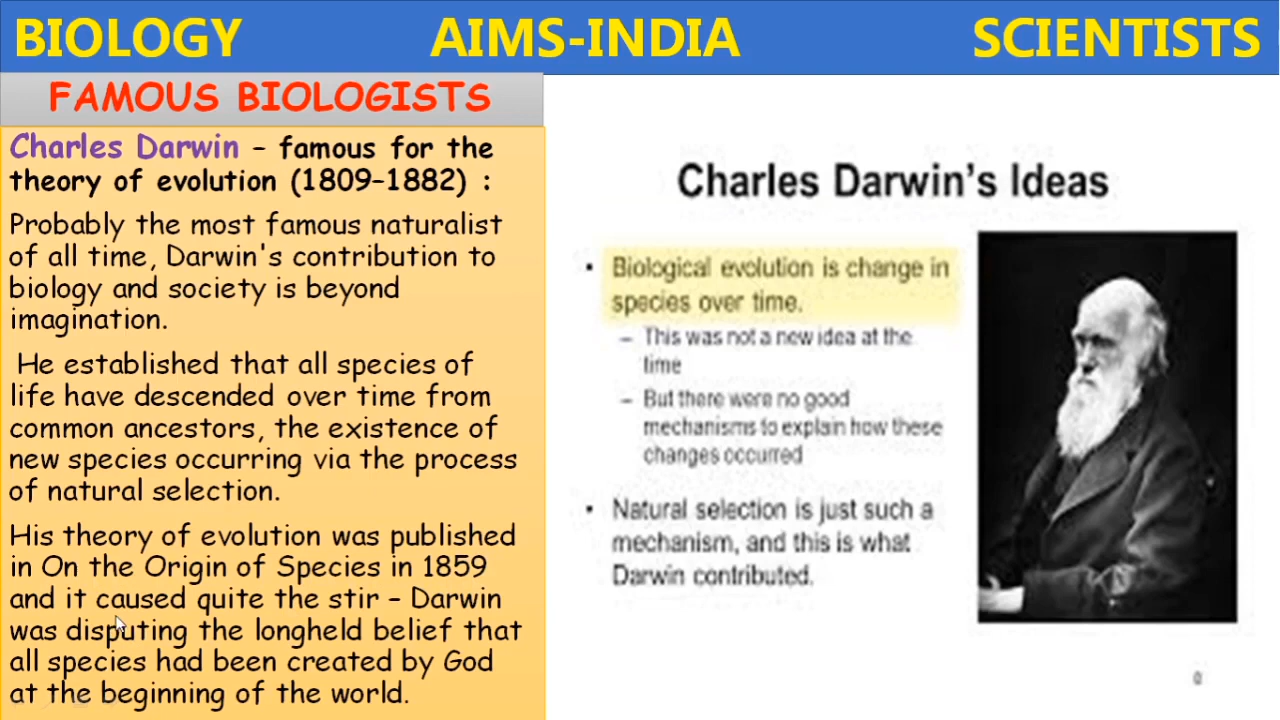 BIOLOGY AIMS-INDIA SCIENTISTS
FAMOUS BIOLOGISTS
Charles Darwin – famous for the
theory of evolution (1809–1882) :
Probably the most famous naturalist
of all time, Darwin's contribution to
biology and society is beyond
imagination.
He established that all species of
life have descended over time from
common ancestors, the existence of
new species occurring via the process
of natural selection.
His theory of evolution was published
in On the Origin of Species in 1859
and it caused quite the stir – Darwin
was disputing the longheld belief that
all species had been created by God
at the beginning of the world.
Charles Darwin's Ideas
• Biological evolution is change in
species over time.
– This was not a new idea at the
time
– But there were no good
mechanisms to explain how these
changes occurred
• Natural selection is just such a
mechanism, and this is what
Darwin contributed.